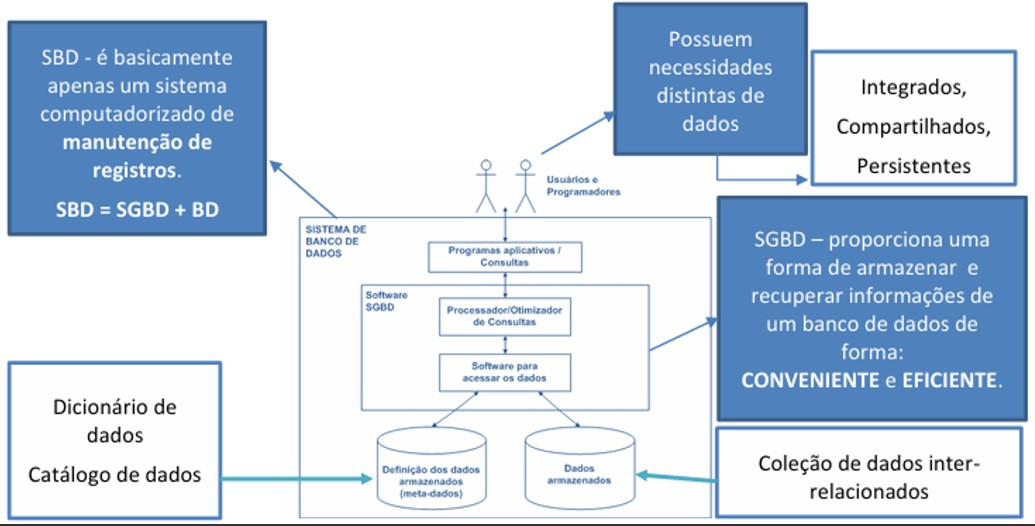 SBD - é basicamente
apenas um sistema
computadorizado de
manutenção de
registros.
SBD = SGBD + BD
Possuem
necessidades
distintas de
dados
Integrados,
Compartilhados,
Persistentes
Usuários e
Programadores
SISTEMA DE
BANCO DE
DADOS
Programas aplicativos /
Consultas
Software
SGBD
Processador/Otimizador
de Consultas
Software para
acessar os dados
SGBD – proporciona uma
forma de armazenar e
recuperar informações de
um banco de dados de
forma:
CONVENIENTE e EFICIENTE.
Dicionário de
dados
Catálogo de dados
Definição dos dados
armazenados
(meta-dados)
Dados
armazenados
Coleção de dados inter-
relacionados